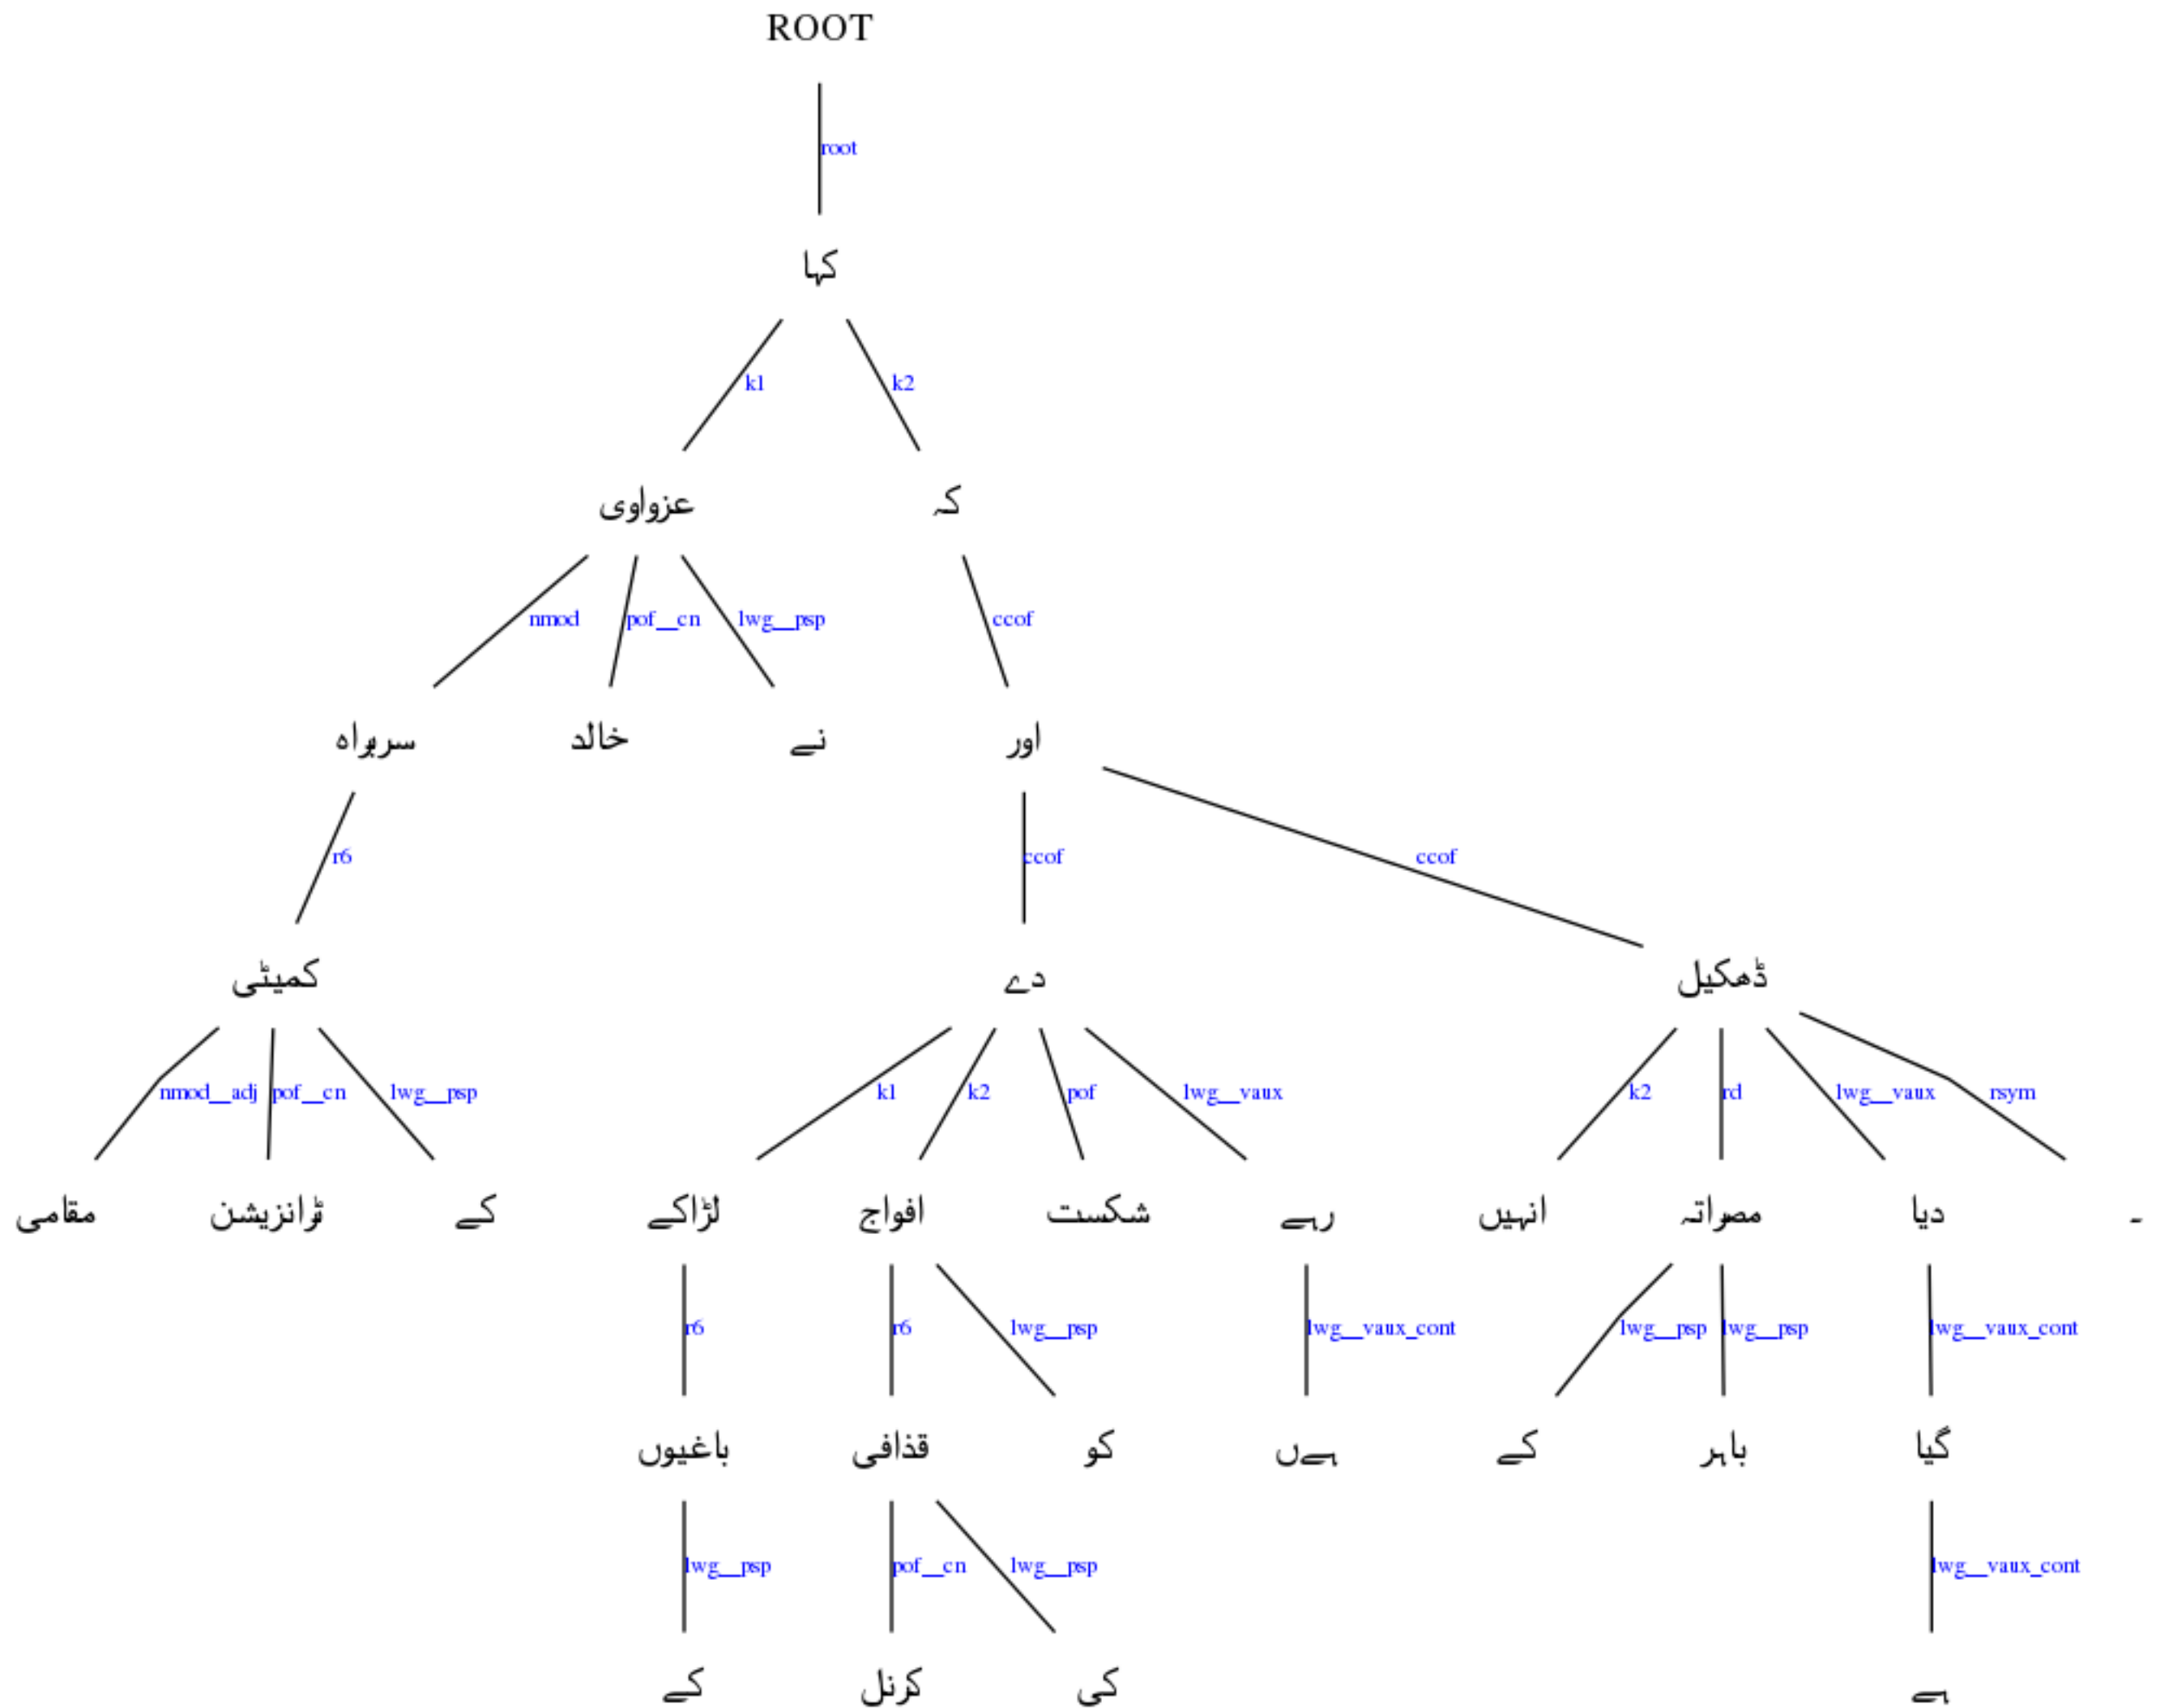 ROOT
root
کہا
k1 k2
عزواوی کہ
nmod pof__cn lwg__psp ccof
سربراہ خالد نے اور
r6 ccof ccof
کمیٹی دے ڈھکیل
nmod__adj pof__cn lwg__psp k1 k2 pof lwg__vaux k2 rd lwg__vaux rsym
مقامی ٹرانزیشن کے لڑاکے افواج شکست رہے انہیں مصراتہ دیا ۔
r6 r6 lwg__psp lwg__vaux_cont lwg__psp lwg__psp lwg__vaux_cont
باغیوں قذافی کو ہےں کے باہر گیا
lwg__psp pof__cn lwg__psp lwg__vaux_cont
کے کرنل کی ہے